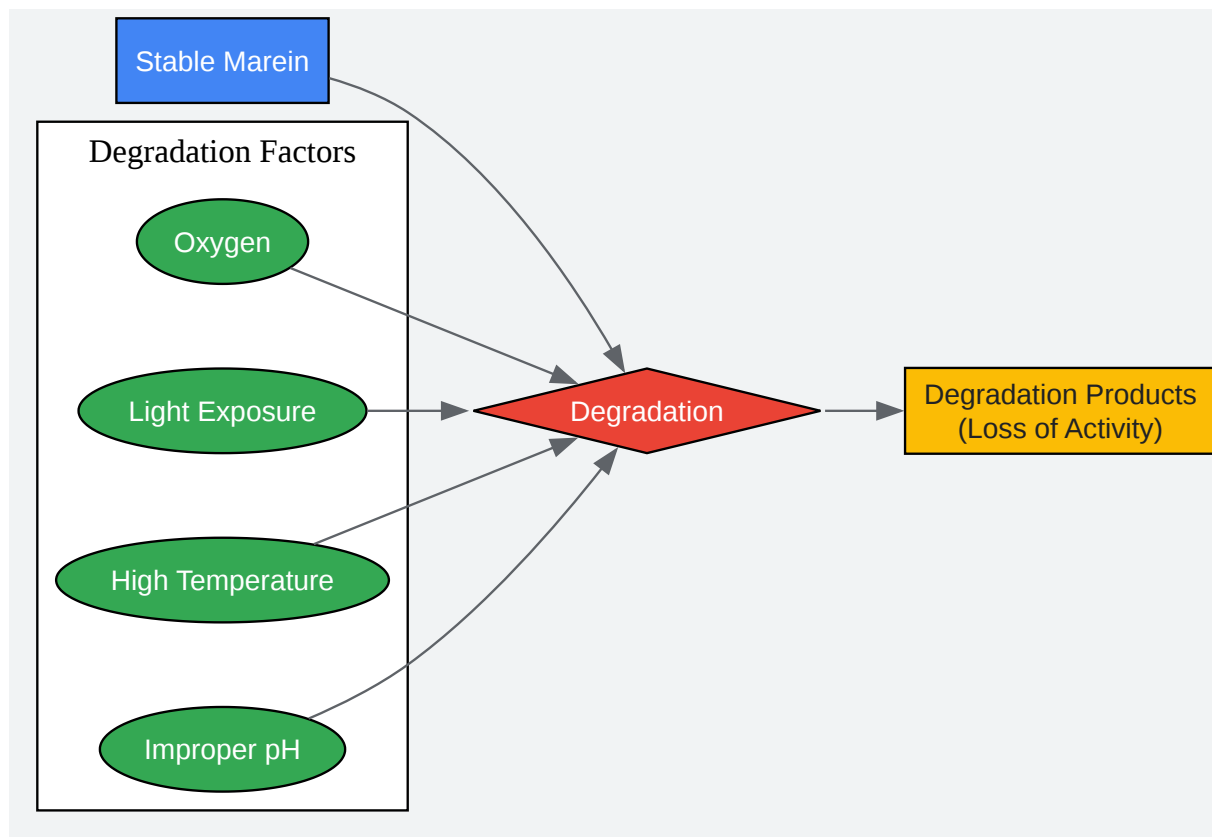 Stable Marein
Degradation Factors
Oxygen
Light Exposure
High Temperature
Improper pH
Degradation
Degradation Products
(Loss of Activity)